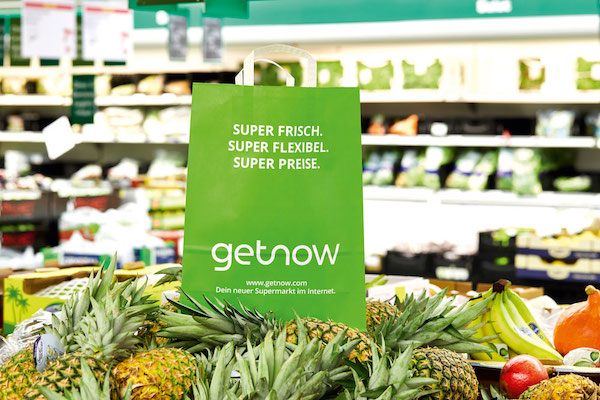 SUPER FRISCH.
SUPER FLEXIBEL.
SUPER PREISE.
getnow
www.getnow.com
Dein neuer Supermarkt im Internet.